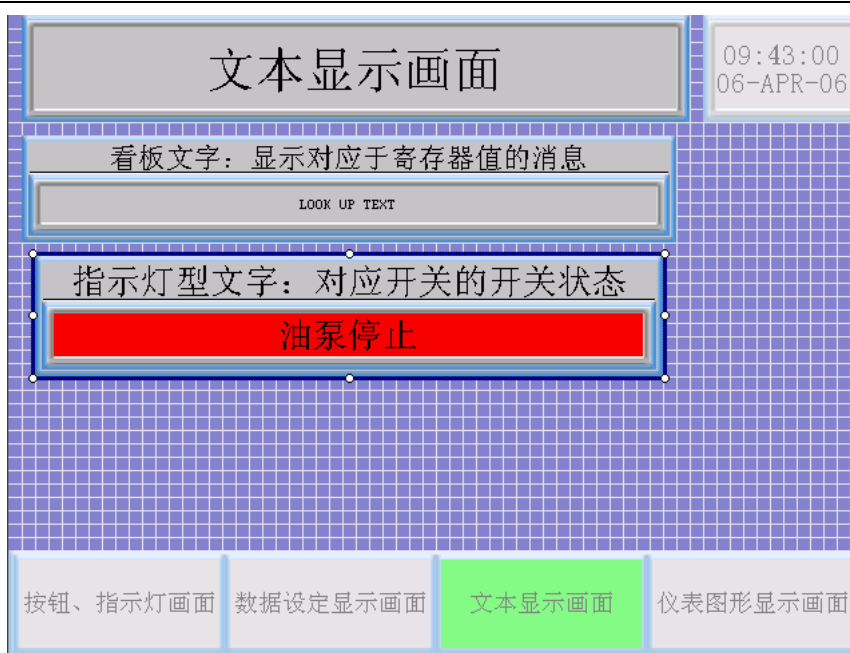 文本显示画面
09:43:00
06-APR-06
看板文字：显示对应于寄存器值的消息
LOOK UP TEXT
指示灯型文字：对应开关的开关状态
油泵停止
按钮、指示灯画面
数据设定显示画面
文本显示画面
仪表图形显示画面